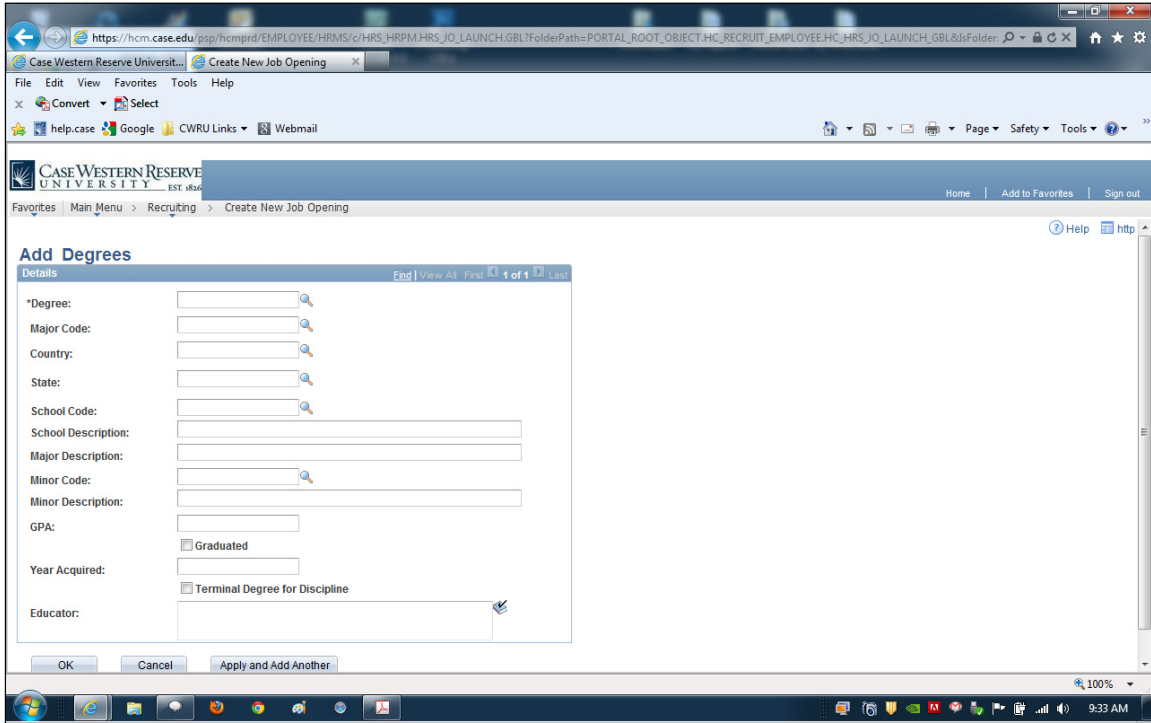 https://hcm.case.edu/psp/hcmprd/EMPLOYEE/HRMS/c/HRS_HRPM.HRS_JO_LAUNCH.GBL?FolderPath=PORTAL_ROOT_OBJECT.HC_RECRUIT_EMPLOYEE.HC_HRS_JO_LAUNCH_GBL&IsFolder:
Case Western Reserve Universit... Create New Job Opening
File Edit View Favorites Tools Help
Convert Select
help.case Google CWRU Links Webmail Page Safety Tools
CASE WESTERN RESERVE
UNIVERSITY EST. 1826
Home | Add to Favorites | Sign out
Favorites Main Menu > Recruiting > Create New Job Opening
Help http
Add Degrees
Details Find | View All First 1 of 1 Last
*Degree:
Major Code:
Country:
State:
School Code:
School Description:
Major Description:
Minor Code:
Minor Description:
GPA:
Graduated
Year Acquired:
Terminal Degree for Discipline
Educator:
OK Cancel Apply and Add Another
100%
9:33 AM